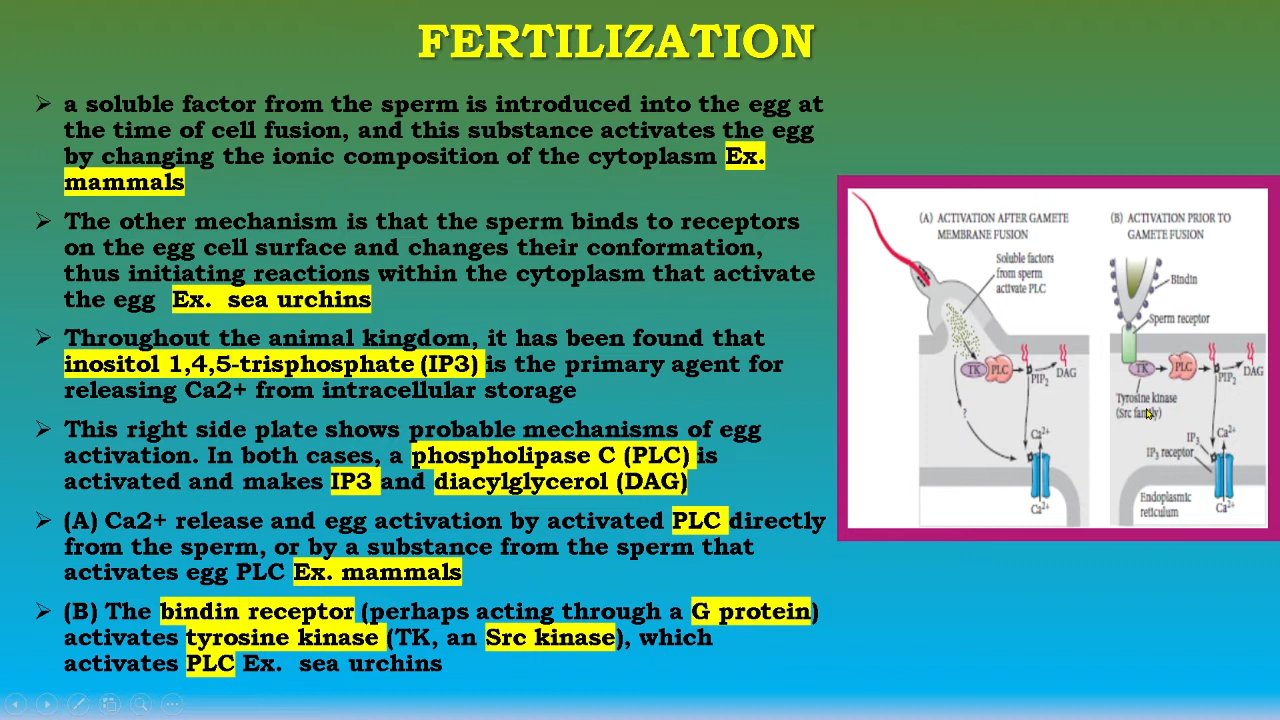 FERTILIZATION
➢ a soluble factor from the sperm is introduced into the egg at
the time of cell fusion, and this substance activates the egg
by changing the ionic composition of the cytoplasm Ex.
mammals
➢ The other mechanism is that the sperm binds to receptors
on the egg cell surface and changes their conformation,
thus initiating reactions within the cytoplasm that activate
the egg Ex. sea urchins
➢ Throughout the animal kingdom, it has been found that
inositol 1,4,5-trisphosphate (IP3) is the primary agent for
releasing Ca2+ from intracellular storage
➢ This right side plate shows probable mechanisms of egg
activation. In both cases, a phospholipase C (PLC) is
activated and makes IP3 and diacylglycerol (DAG)
➢ (A) Ca2+ release and egg activation by activated PLC directly
from the sperm, or by a substance from the sperm that
activates egg PLC Ex. mammals
➢ (B) The bindin receptor (perhaps acting through a G protein)
activates tyrosine kinase (TK, an Src kinase), which
activates PLC Ex. sea urchins
(A) ACTIVATION AFTER GAMETE
MEMBRANE FUSION
Soluble factors
from sperm
activate PLC
TK PLC
PIP₂
DAG
?
Ca²⁺
Ca²⁺
(B) ACTIVATION PRIOR TO
GAMETE FUSION
Bindin
Sperm receptor
TK
PLC
PIP₂
DAG
Tyrosine kinase
(Src family)
IP₃
Ca²⁺
IP₃ receptor
Endoplasmic
reticulum
Ca²⁺